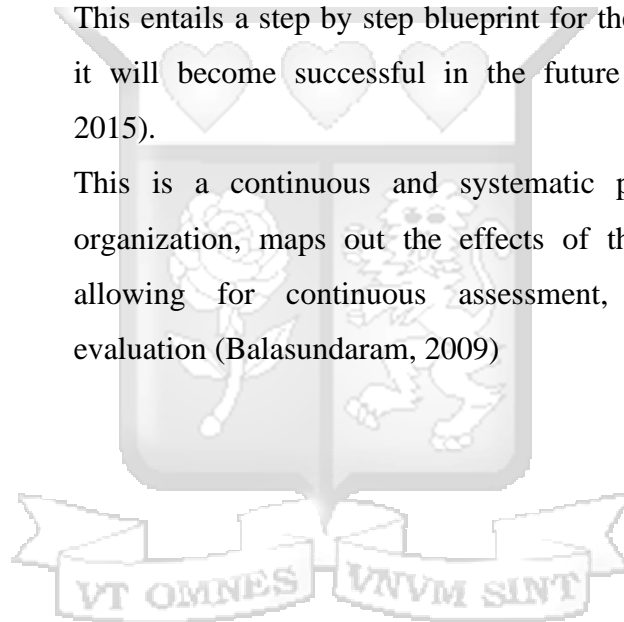 This entails a step by step blueprint for the
it will become successful in the future
2015).
This is a continuous and systematic p
organization, maps out the effects of th
allowing for continuous assessment,
evaluation (Balasundaram, 2009)
VT OMNES VNVM SINT